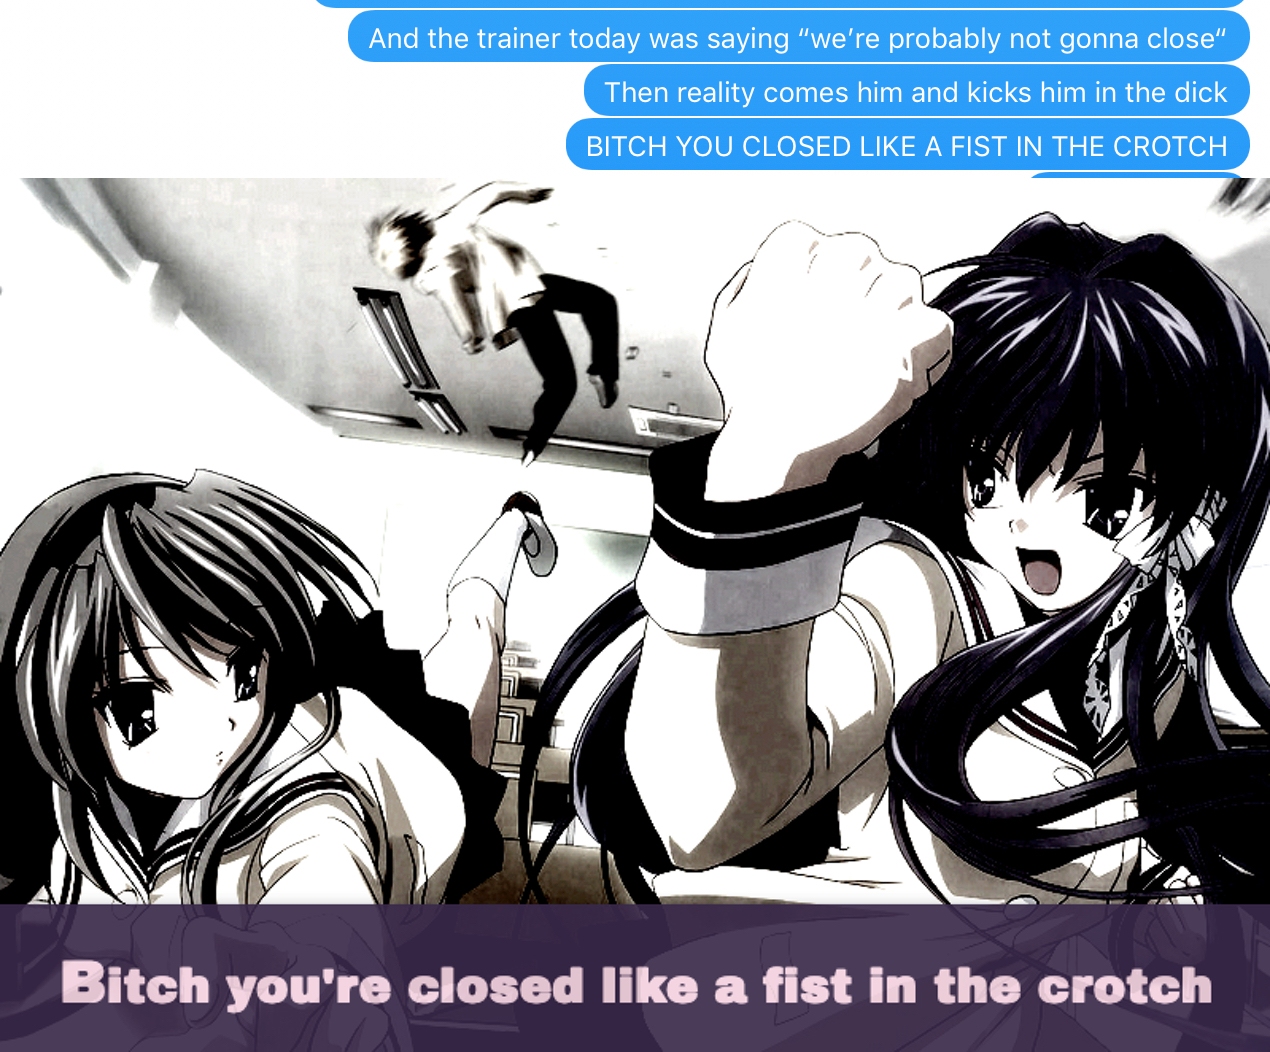 And the trainer today was saying “we’re probably not gonna close“
Then reality comes him and kicks him in the dick
BITCH YOU CLOSED LIKE A FIST IN THE CROTCH
Bitch you're closed like a fist in the crotch